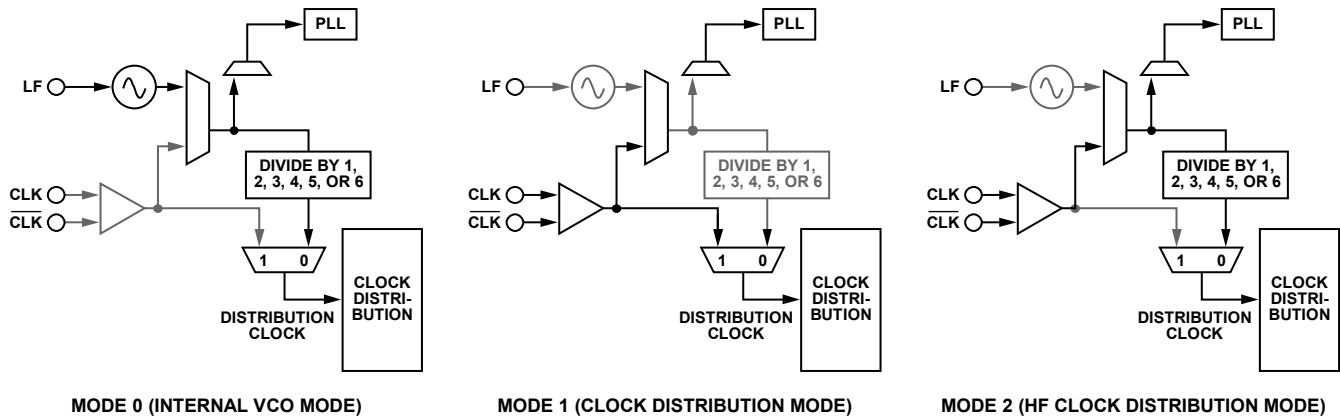 PLL
LF
DIVIDE BY 1,
2, 3, 4, 5, OR 6
CLK
CLK
1 0
CLOCK
DISTRI-
BUTION
DISTRIBUTION
CLOCK
MODE 0 (INTERNAL VCO MODE)
PLL
LF
DIVIDE BY 1,
2, 3, 4, 5, OR 6
CLK
CLK
1 0
CLOCK
DISTRI-
BUTION
DISTRIBUTION
CLOCK
MODE 1 (CLOCK DISTRIBUTION MODE)
PLL
LF
DIVIDE BY 1,
2, 3, 4, 5, OR 6
CLK
CLK
1 0
CLOCK
DISTRI-
BUTION
DISTRIBUTION
CLOCK
MODE 2 (HF CLOCK DISTRIBUTION MODE)